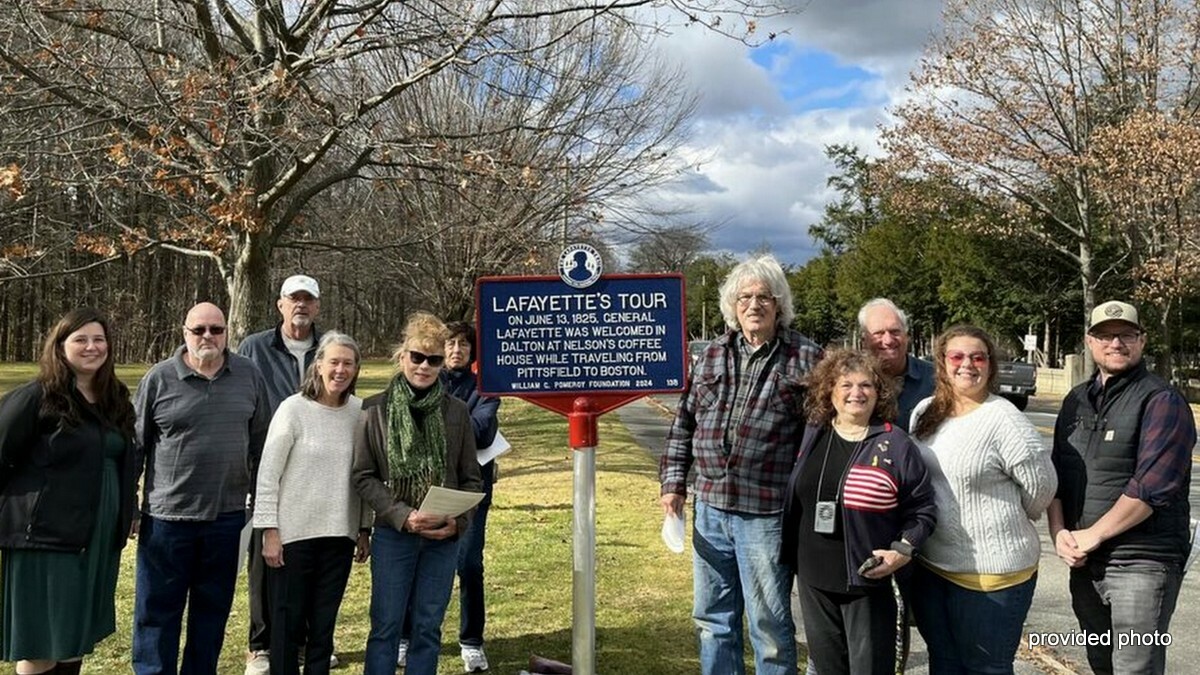 LAFAYETTE'S TOUR
ON JUNE 13, 1825, GENERAL
LAFAYETTE WAS WELCOMED IN
DALTON AT NELSON'S COFFEE
HOUSE WHILE TRAVELING FROM
PITTSFIELD TO BOSTON.
WILLIAM C. POMEROY FOUNDATION 2024 138
provided photo